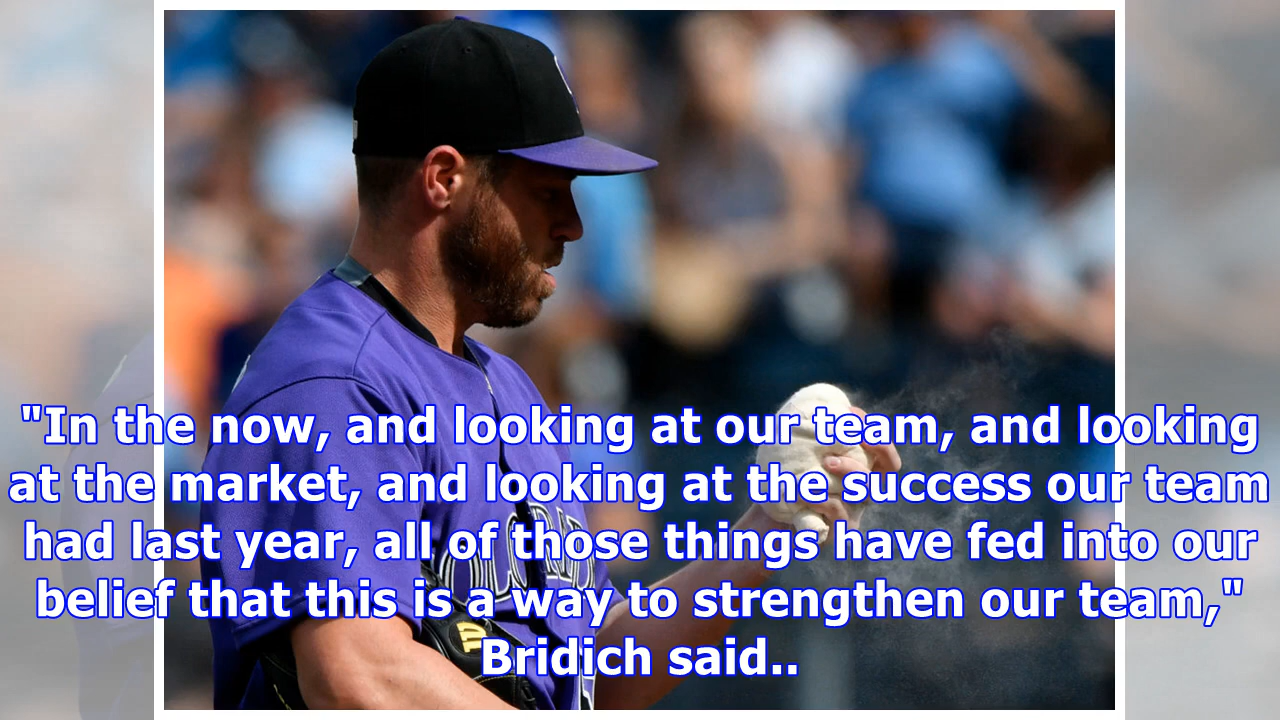 "In the now, and looking at our team, and looking
at the market, and looking at the success our team
had last year, all of those things have fed into our
belief that this is a way to strengthen our team,"
Bridich said..